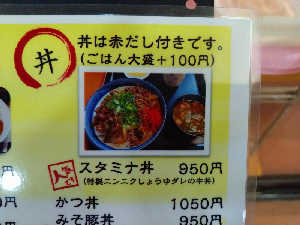 丼
丼は赤だし付きです。
(ごはん大盛+100円)
スタミナ丼 950円
(特製ニンニクしょうゆダレの牛丼)
かつ丼 1050円
みそ豚丼 950円